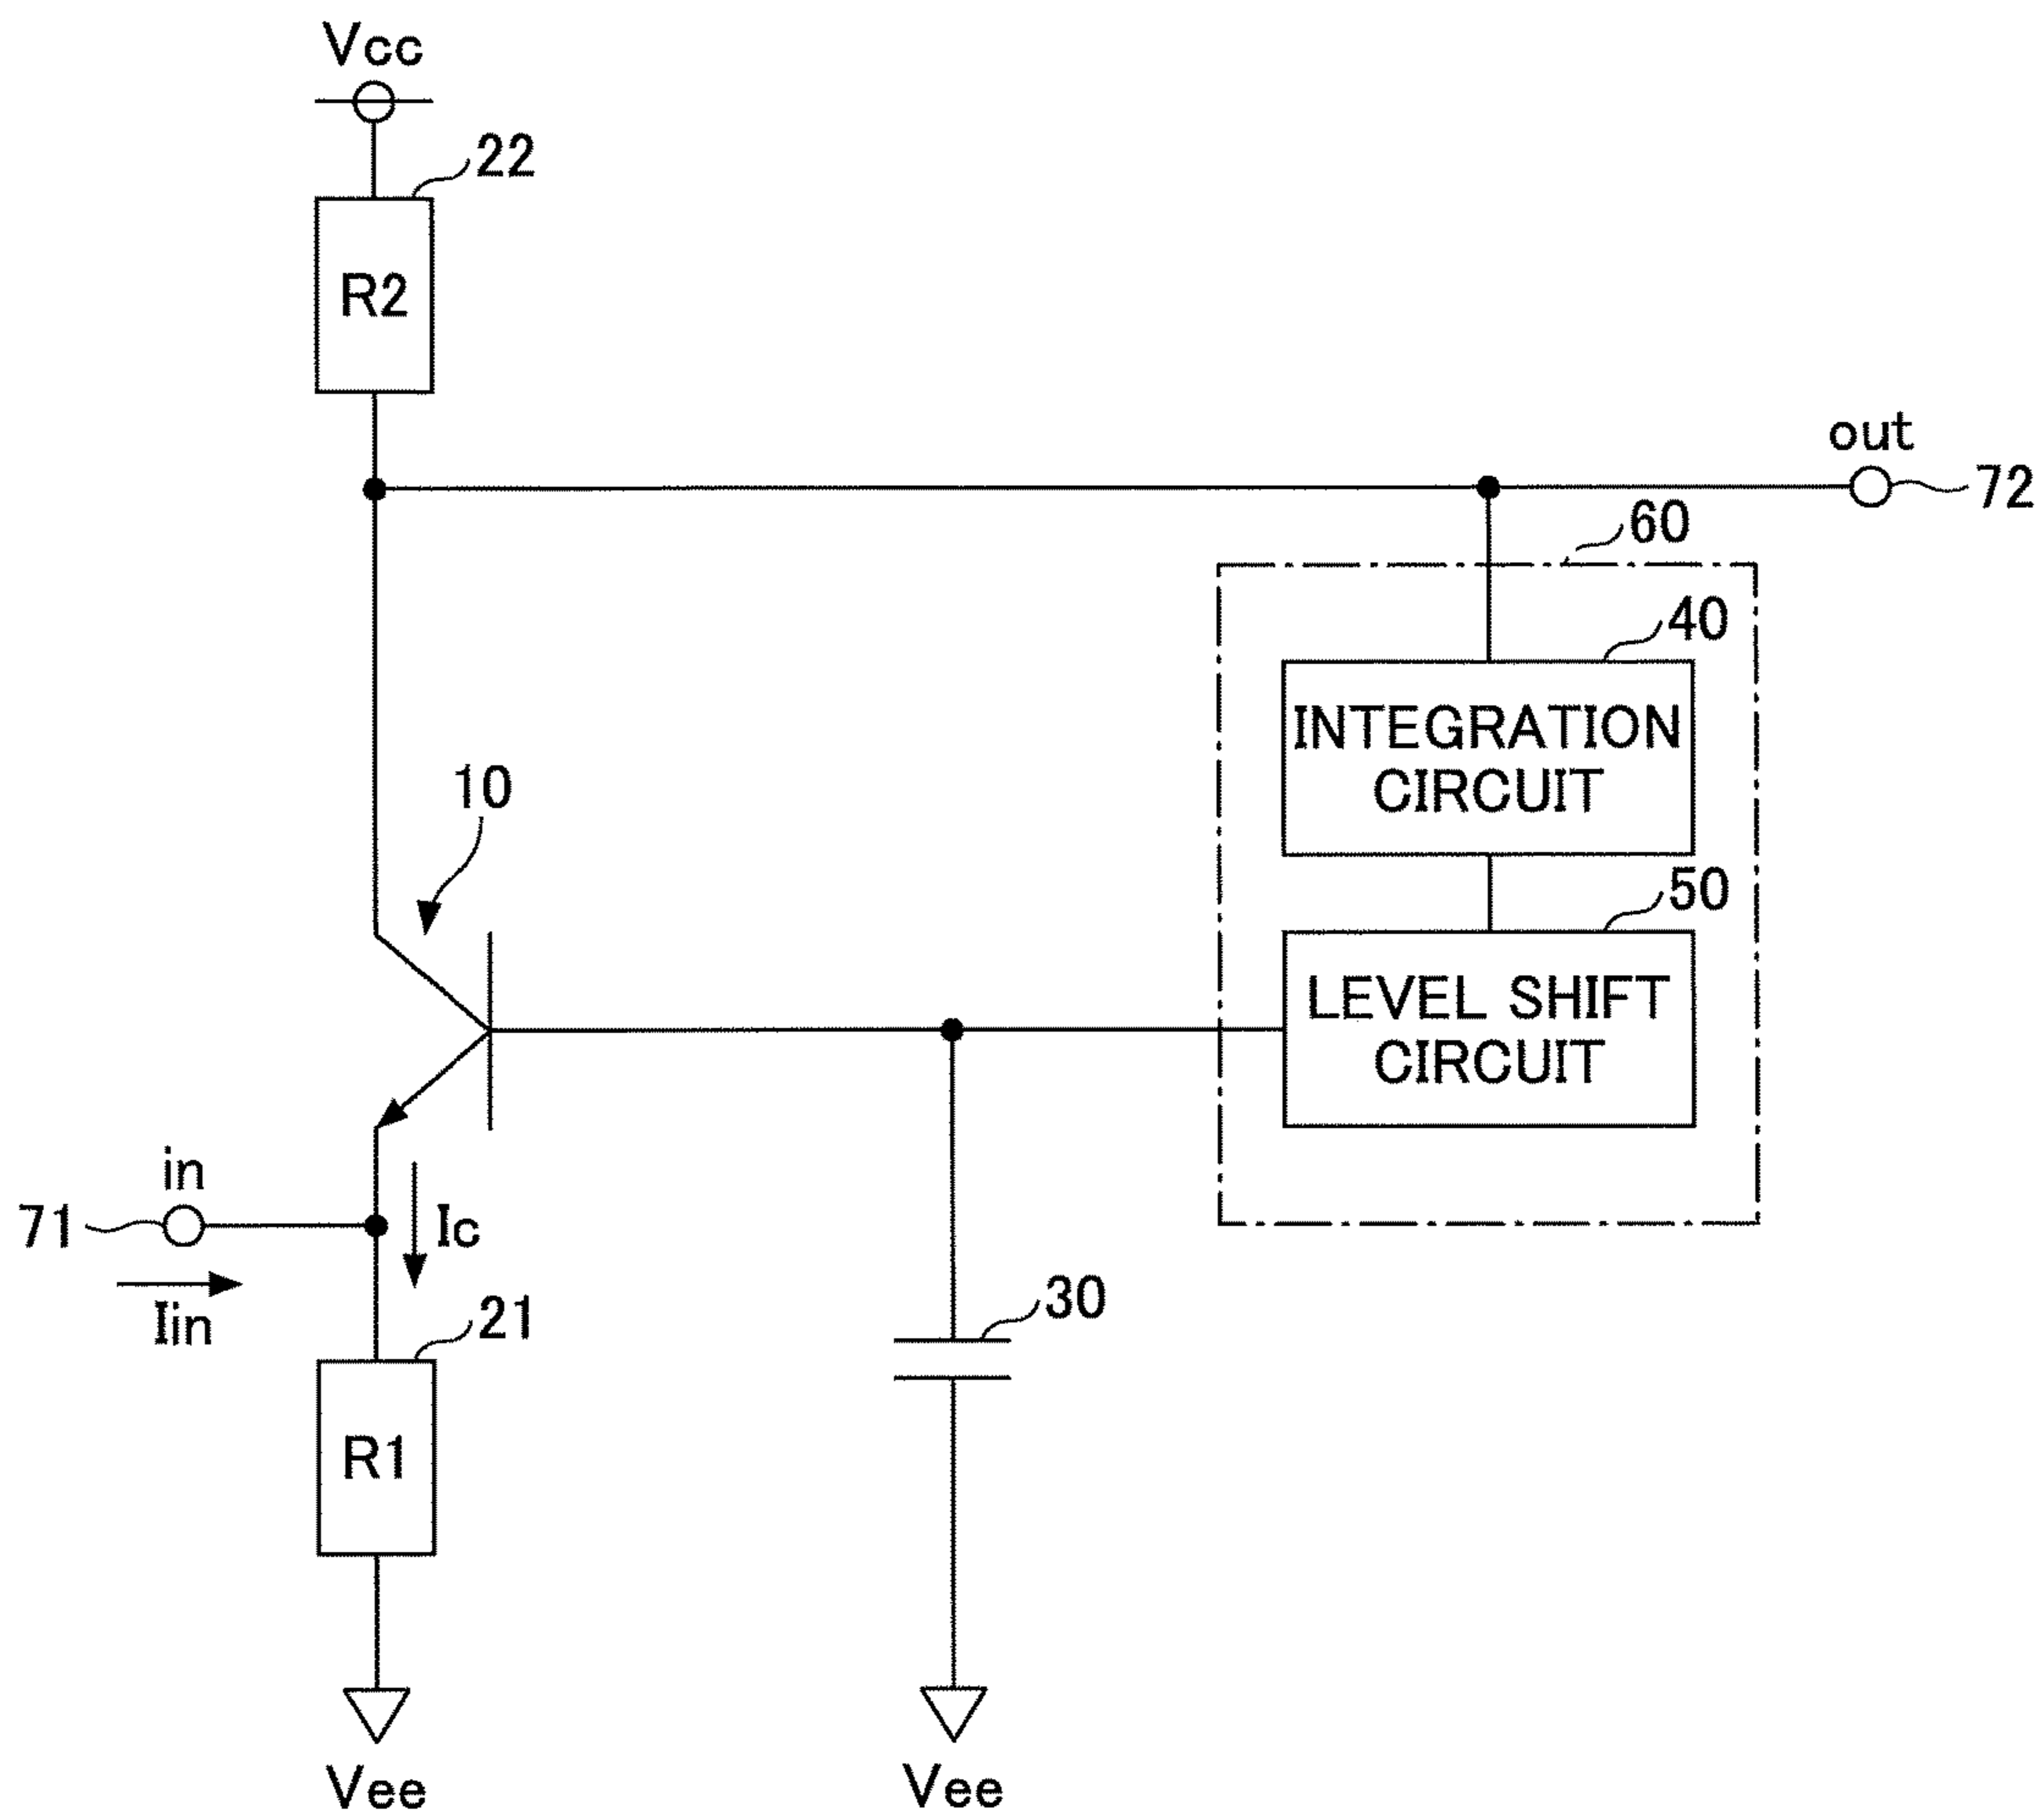 Vcc
22
R2
out
72
60
40
INTEGRATION
CIRCUIT
10
50
LEVEL SHIFT
CIRCUIT
in
71
Ic
Iin
21
30
R1
Vee
Vee